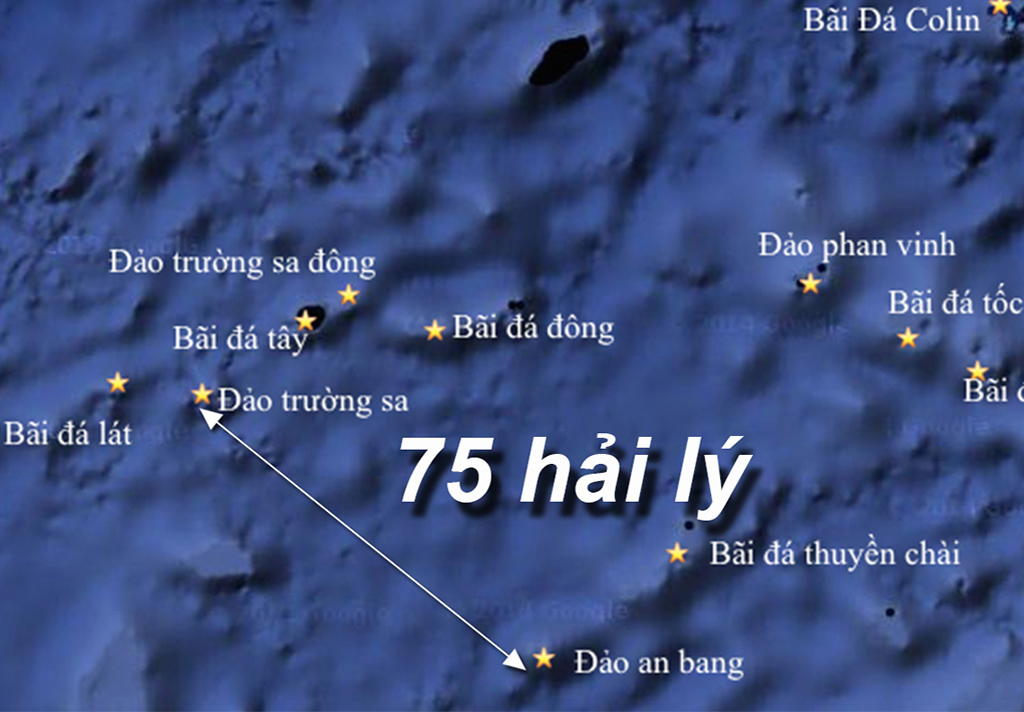 Bãi Đá Colin
Đảo phan vinh
Đảo trường sa đông
Bãi đá tốc
Bãi đá tây
Bãi đá đông
Bãi
Đảo trường sa
Bãi đá lát
75 hải lý
Bãi đá thuyền chài
Đảo an bang